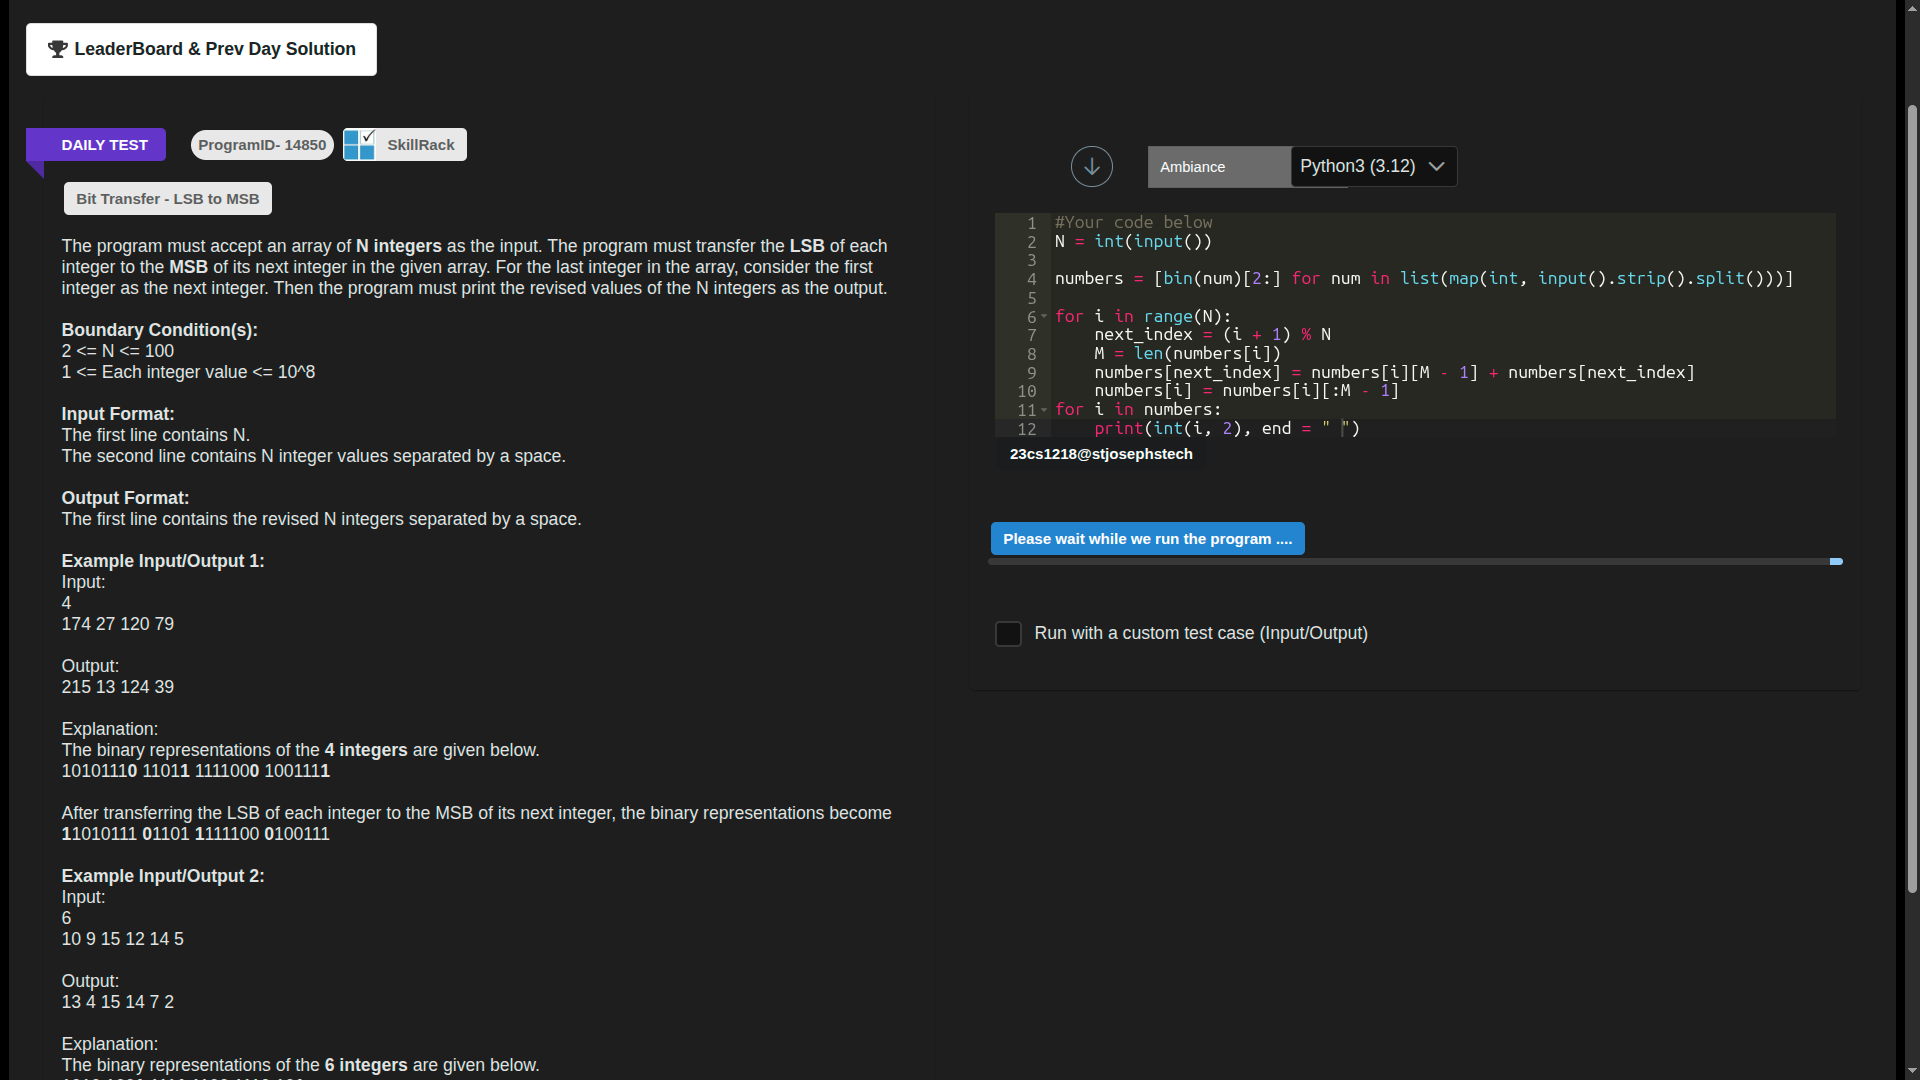 LeaderBoard & Prev Day Solution
DAILY TEST
ProgramID- 14850
SkillRack
Bit Transfer - LSB to MSB
The program must accept an array of N integers as the input. The program must transfer the LSB of each
integer to the MSB of its next integer in the given array. For the last integer in the array, consider the first
integer as the next integer. Then the program must print the revised values of the N integers as the output.
Boundary Condition(s):
2 <= N <= 100
1 <= Each integer value <= 10^8
Input Format:
The first line contains N.
The second line contains N integer values separated by a space.
Output Format:
The first line contains the revised N integers separated by a space.
Example Input/Output 1:
Input:
4
174 27 120 79
Output:
215 13 124 39
Explanation:
The binary representations of the 4 integers are given below.
10101110 11011 1111000 1001111
After transferring the LSB of each integer to the MSB of its next integer, the binary representations become
11010111 01101 1111100 0100111
Example Input/Output 2:
Input:
6
10 9 15 12 14 5
Output:
13 4 15 14 7 2
Explanation:
The binary representations of the 6 integers are given below.
Ambiance
Python3 (3.12)
1 #Your code below
2 N = int(input())
3
4 numbers = [bin(num)[2:] for num in list(map(int, input().strip().split()))]
5
6 for i in range(N):
7     next_index = (i + 1) % N
8     M = len(numbers[i])
9     numbers[next_index] = numbers[i][M - 1] + numbers[next_index]
10     numbers[i] = numbers[i][:M - 1]
11 for i in numbers:
12     print(int(i, 2), end = " ")
23cs1218@stjosephstech
Please wait while we run the program ....
Run with a custom test case (Input/Output)